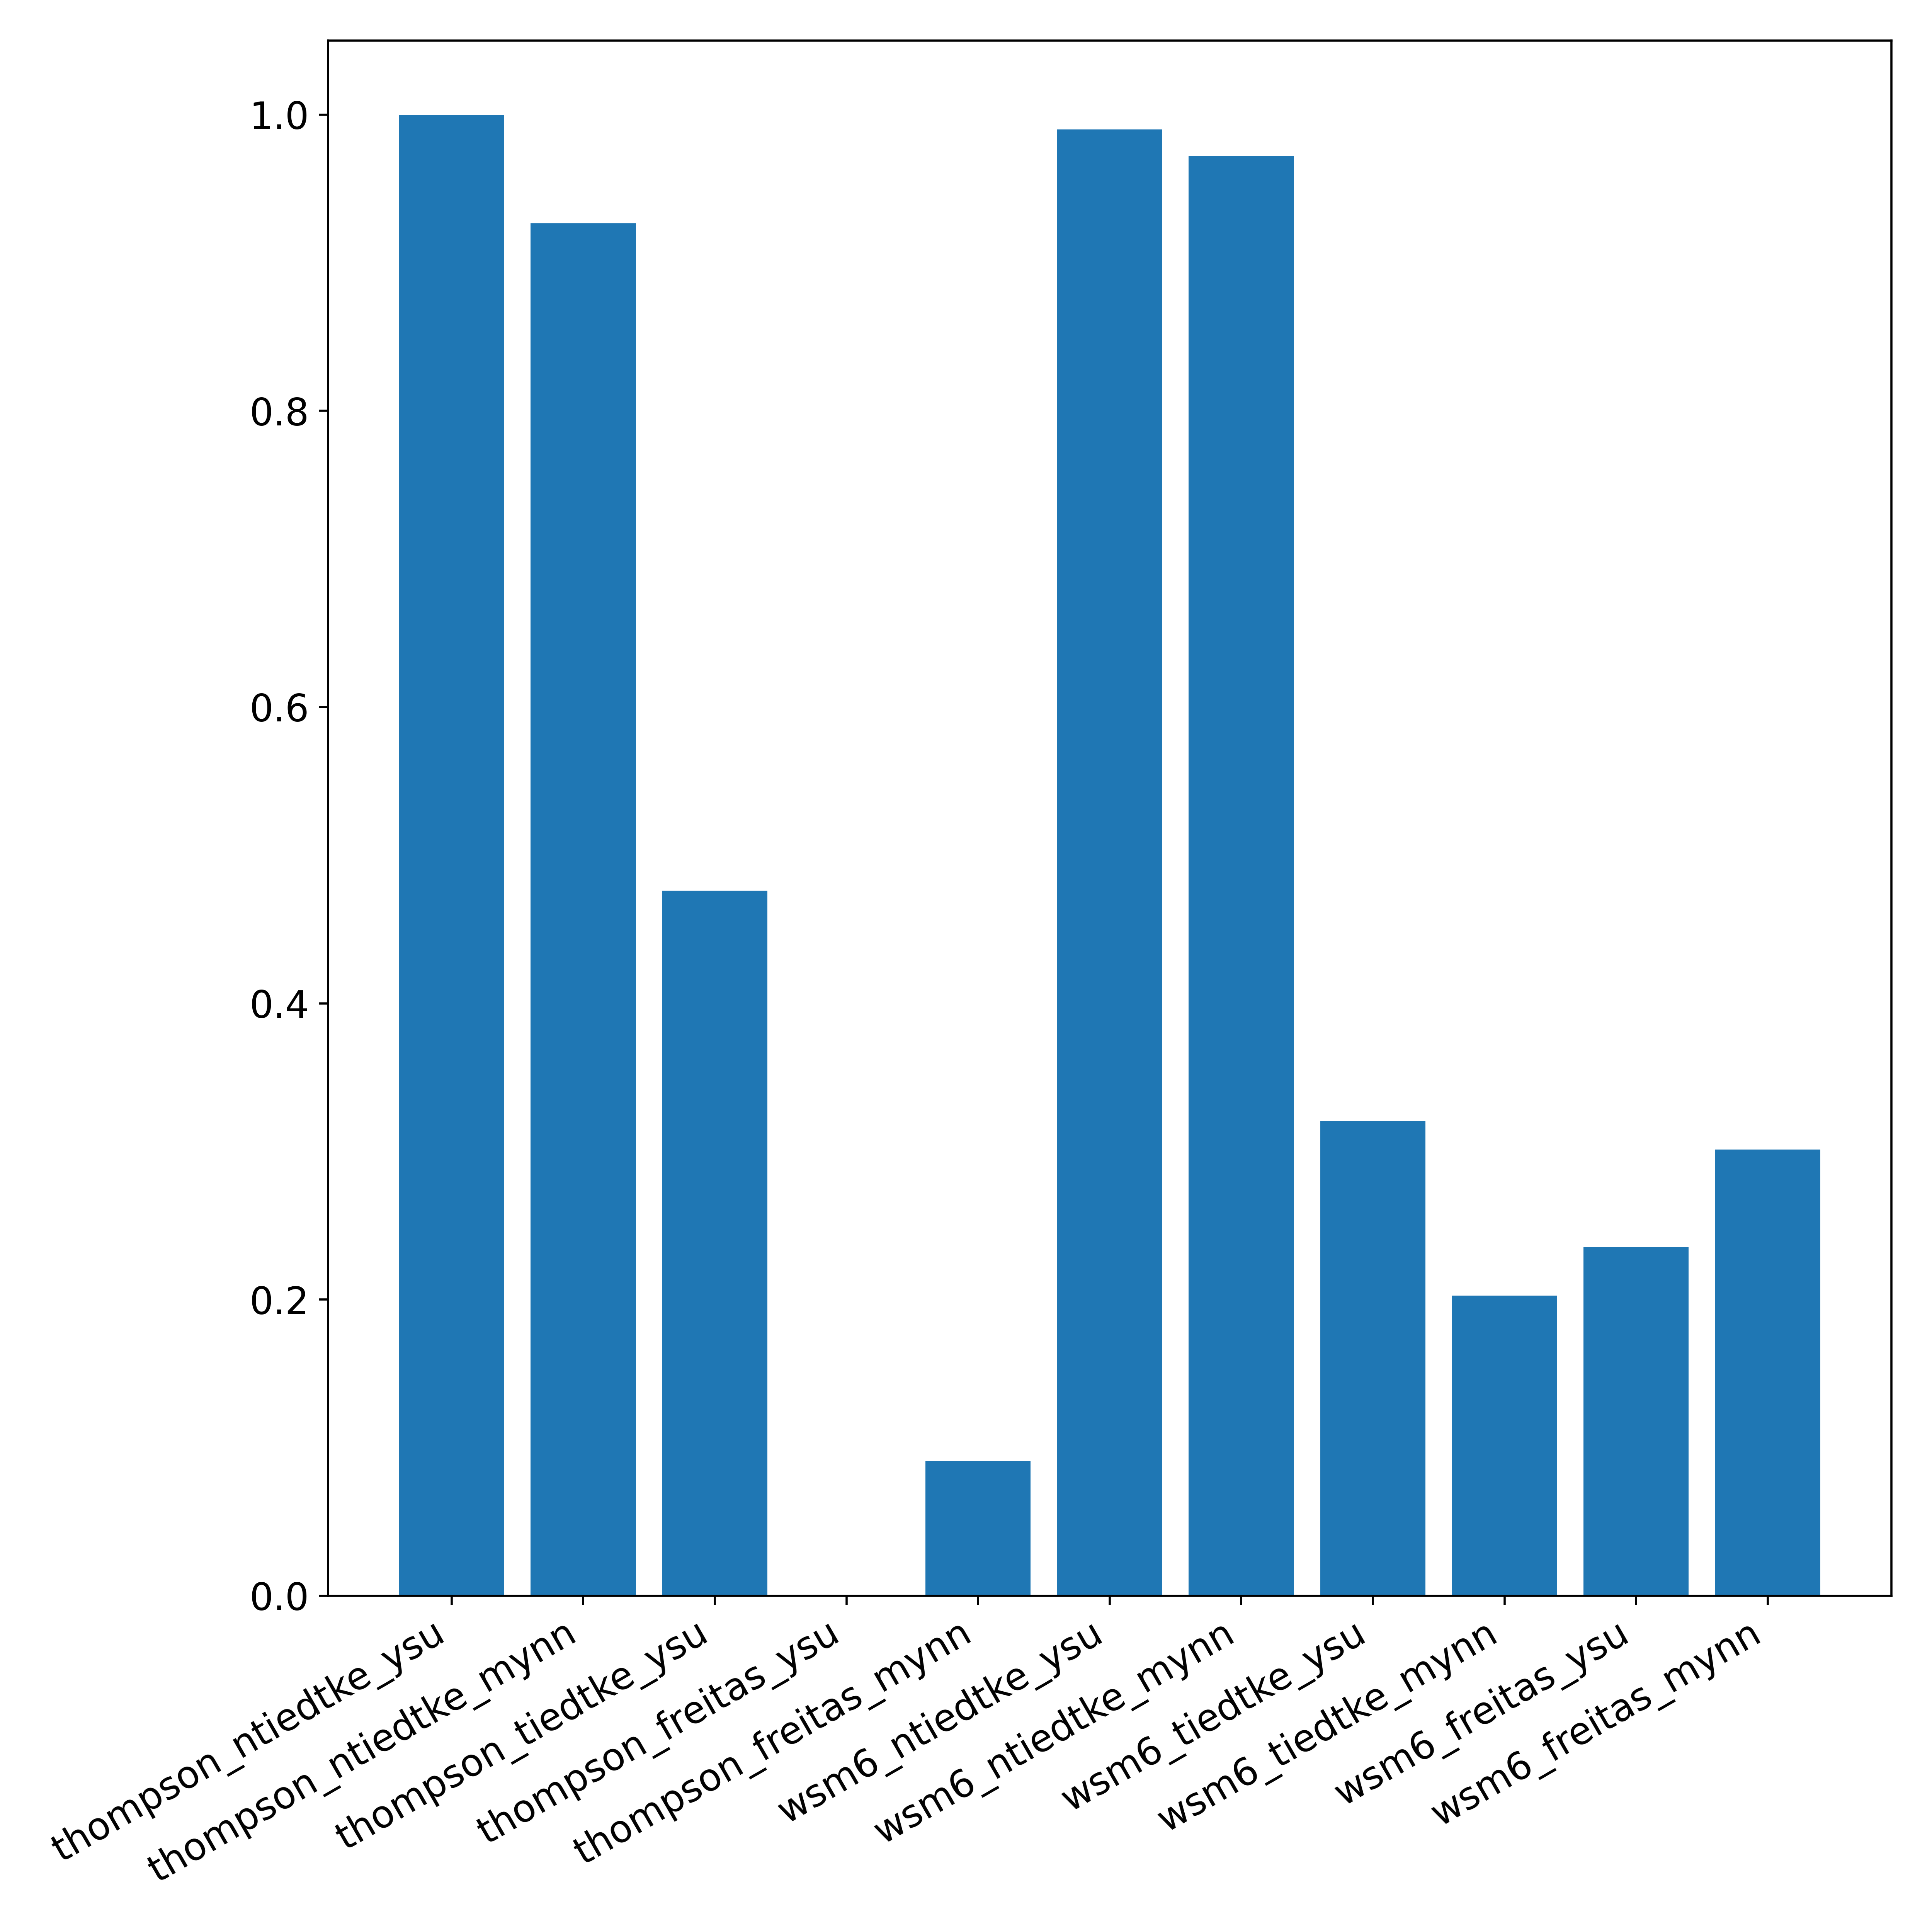 1.0
0.8
0.6
0.4
0.2
0.0
thompson_ntiedtke_ysu
thompson_ntiedtke_mynn
thompson_tiedtke_ysu
thompson_freitas_ysu
thompson_freitas_mynn
wsm6_ntiedtke_ysu
wsm6_ntiedtke_mynn
wsm6_tiedtke_ysu
wsm6_tiedtke_mynn
wsm6_freitas_ysu
wsm6_freitas_mynn